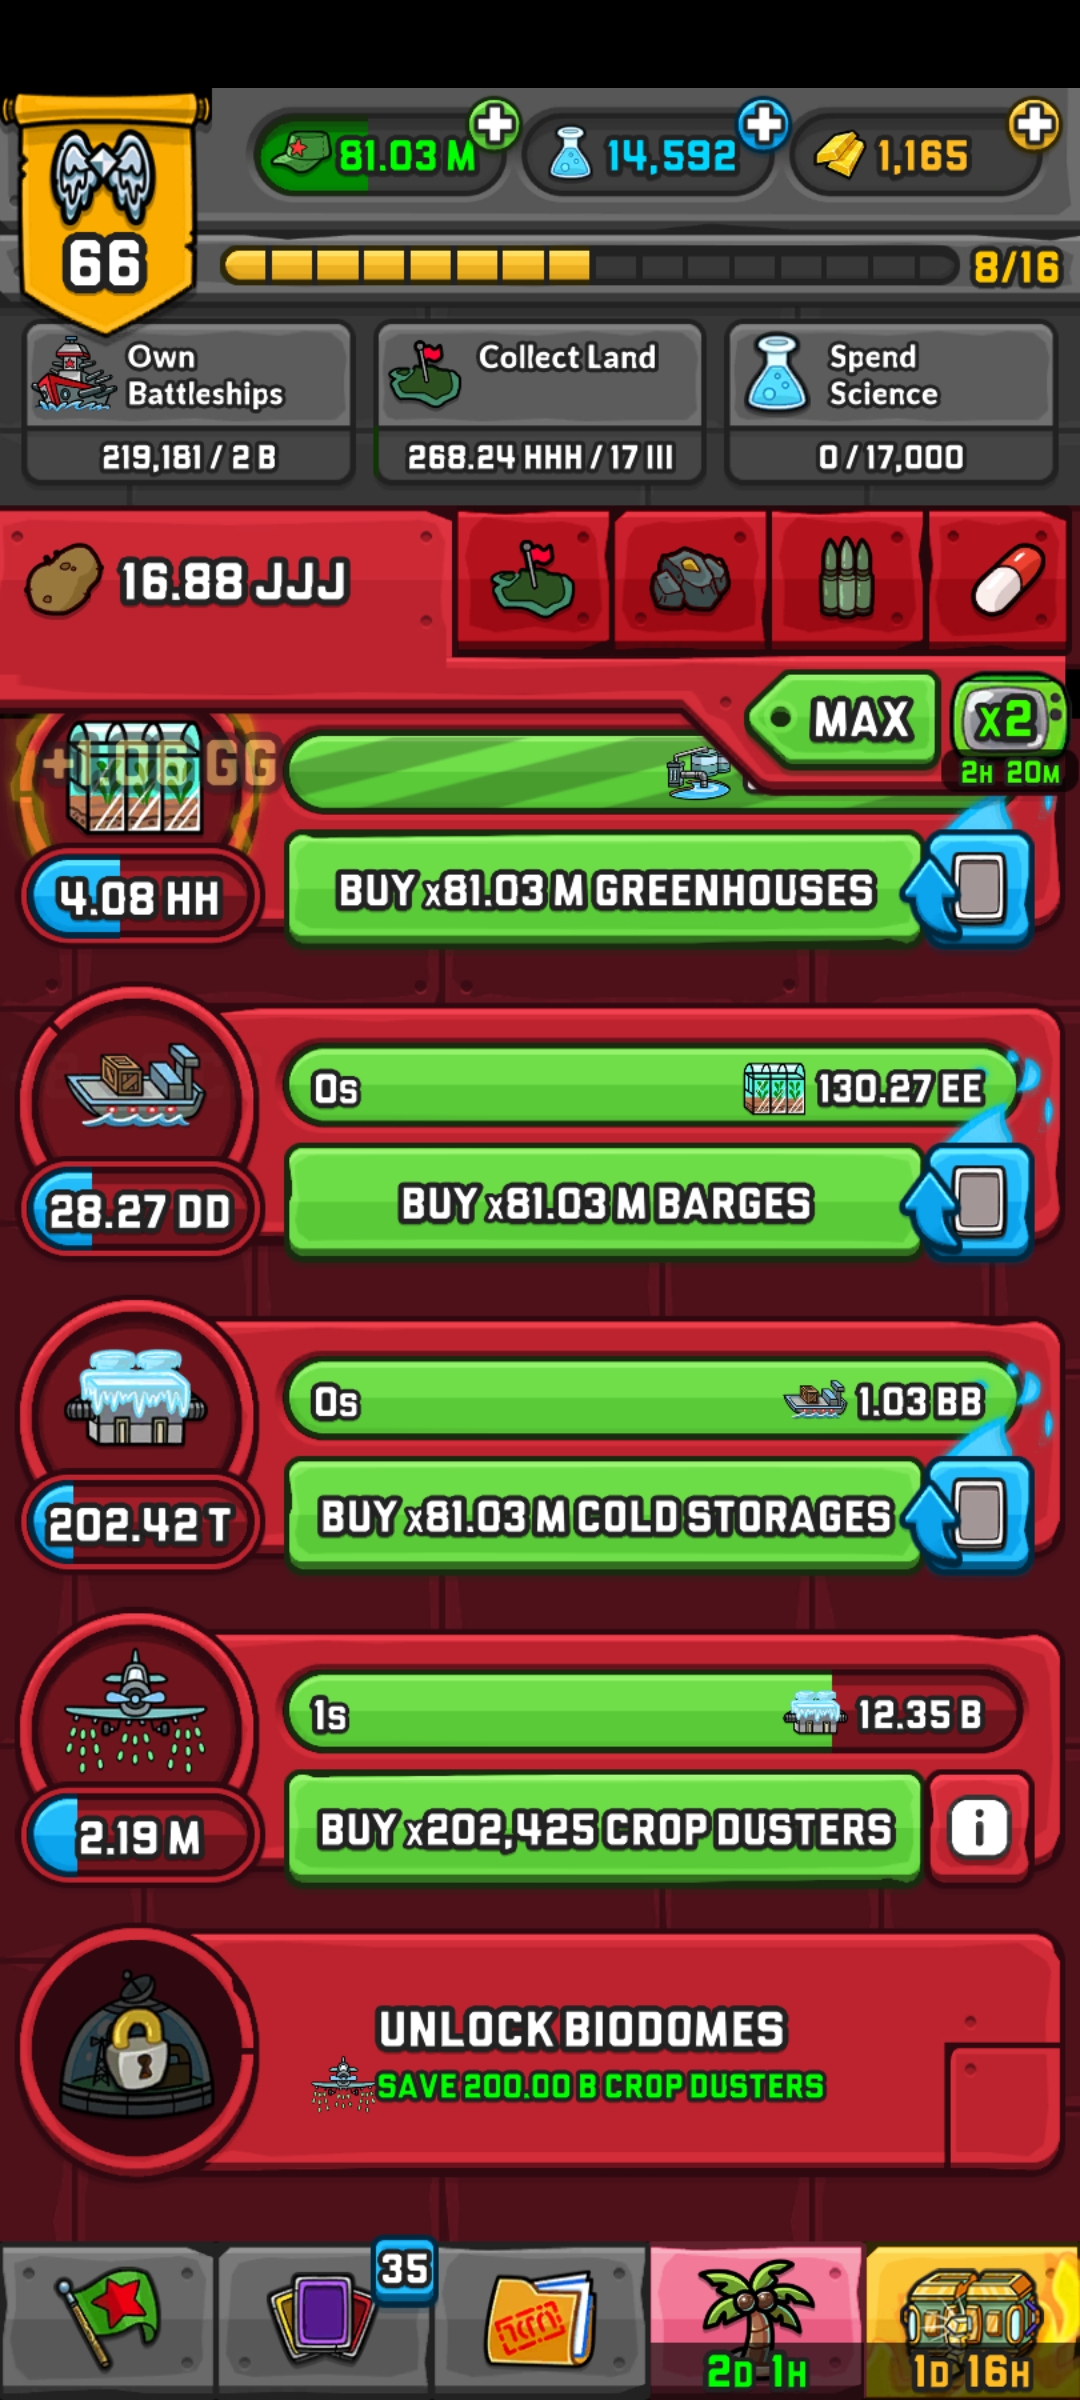 81.03 M
14,592
1,165
66
8/16
Own
Battleships
219,181 / 2 B
Collect Land
268.24 HHH / 17 III
Spend
Science
0 / 17,000
16.88 JJJ
MAX
x2
2H 20M
+1.06 GG
4.08 HH
BUY x81.03 M GREENHOUSES
0s
130.27 EE
28.27 DD
BUY x81.03 M BARGES
0s
1.03 BB
202.42 T
BUY x81.03 M COLD STORAGES
1s
12.35 B
2.19 M
BUY x202,425 CROP DUSTERS
i
UNLOCK BIODOMES
SAVE 200.00 B CROP DUSTERS
35
2D 1H
1D 16H